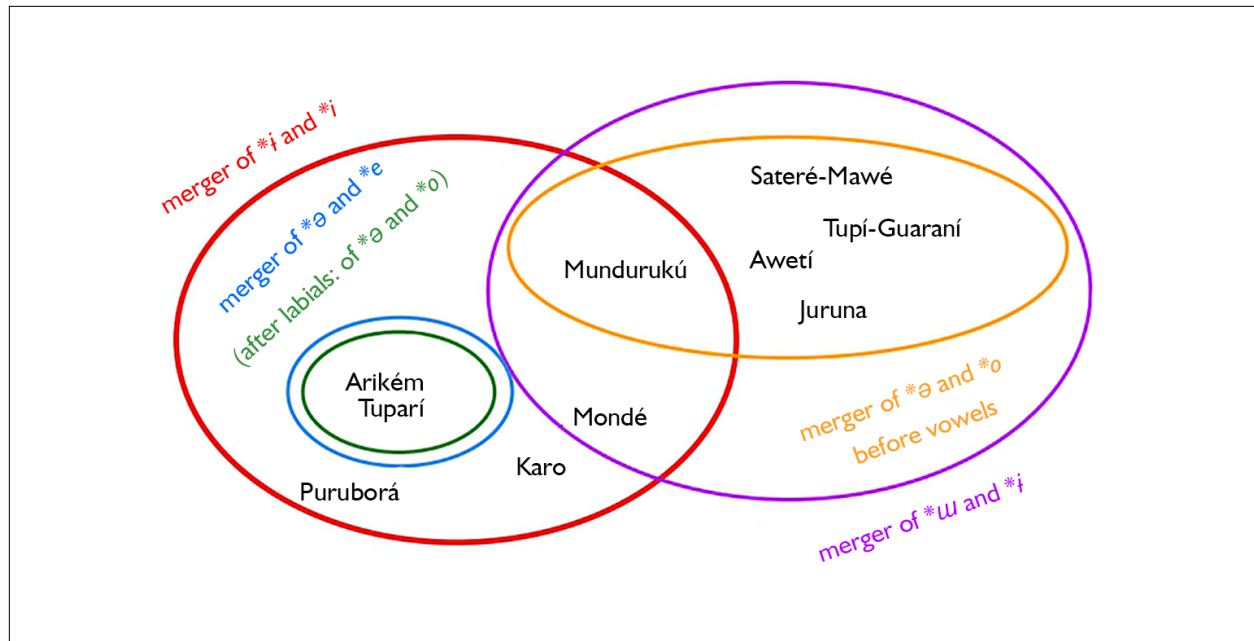 merger of *ɨ and *i
merger of *ə and *e
(after labials: of *ə and *o)
Sateré-Mawé
Tupí-Guaraní
Awetí
Mundurukú
Juruna
Arikém
Tuparí
Mondé
Karo
Puruborá
merger of *ə and *o
before vowels
merger of *ɯ and *ɨ